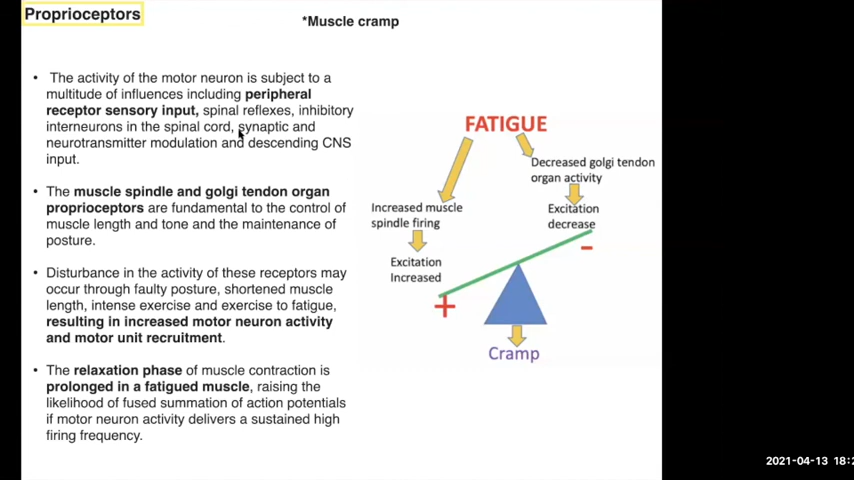 Proprioceptors
*Muscle cramp
• The activity of the motor neuron is subject to a
multitude of influences including peripheral
receptor sensory input, spinal reflexes, inhibitory
interneurons in the spinal cord, synaptic and
neurotransmitter modulation and descending CNS
input.
• The muscle spindle and golgi tendon organ
proprioceptors are fundamental to the control of
muscle length and tone and the maintenance of
posture.
• Disturbance in the activity of these receptors may
occur through faulty posture, shortened muscle
length, intense exercise and exercise to fatigue,
resulting in increased motor neuron activity
and motor unit recruitment.
• The relaxation phase of muscle contraction is
prolonged in a fatigued muscle, raising the
likelihood of fused summation of action potentials
if motor neuron activity delivers a sustained high
firing frequency.
FATIGUE
Decreased golgi tendon
organ activity
Increased muscle
spindle firing
Excitation
decrease
Excitation
Increased
-
+
Cramp
2021-04-13 18:2